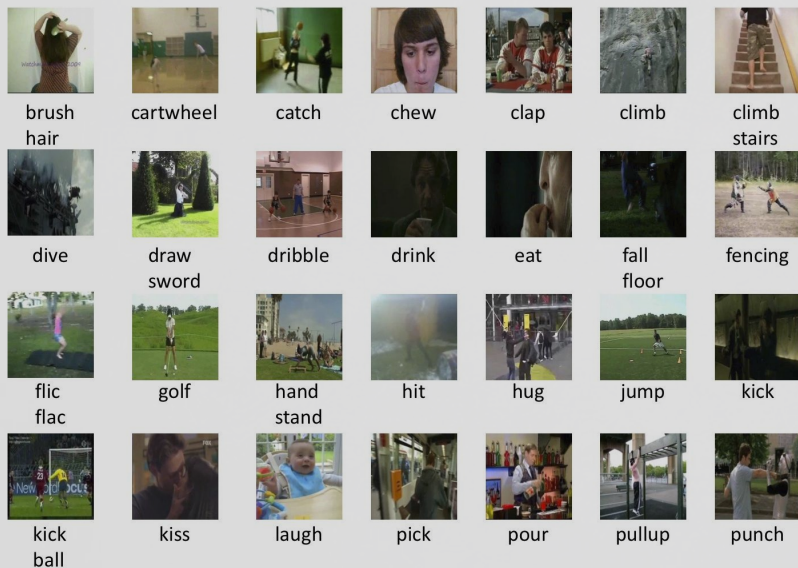 brush
hair
cartwheel
catch
chew
clap
climb
climb
stairs
dive
draw
sword
dribble
drink
eat
fall
floor
fencing
flic
flac
golf
hand
stand
hit
hug
jump
kick
kick
ball
kiss
laugh
pick
pour
pullup
punch